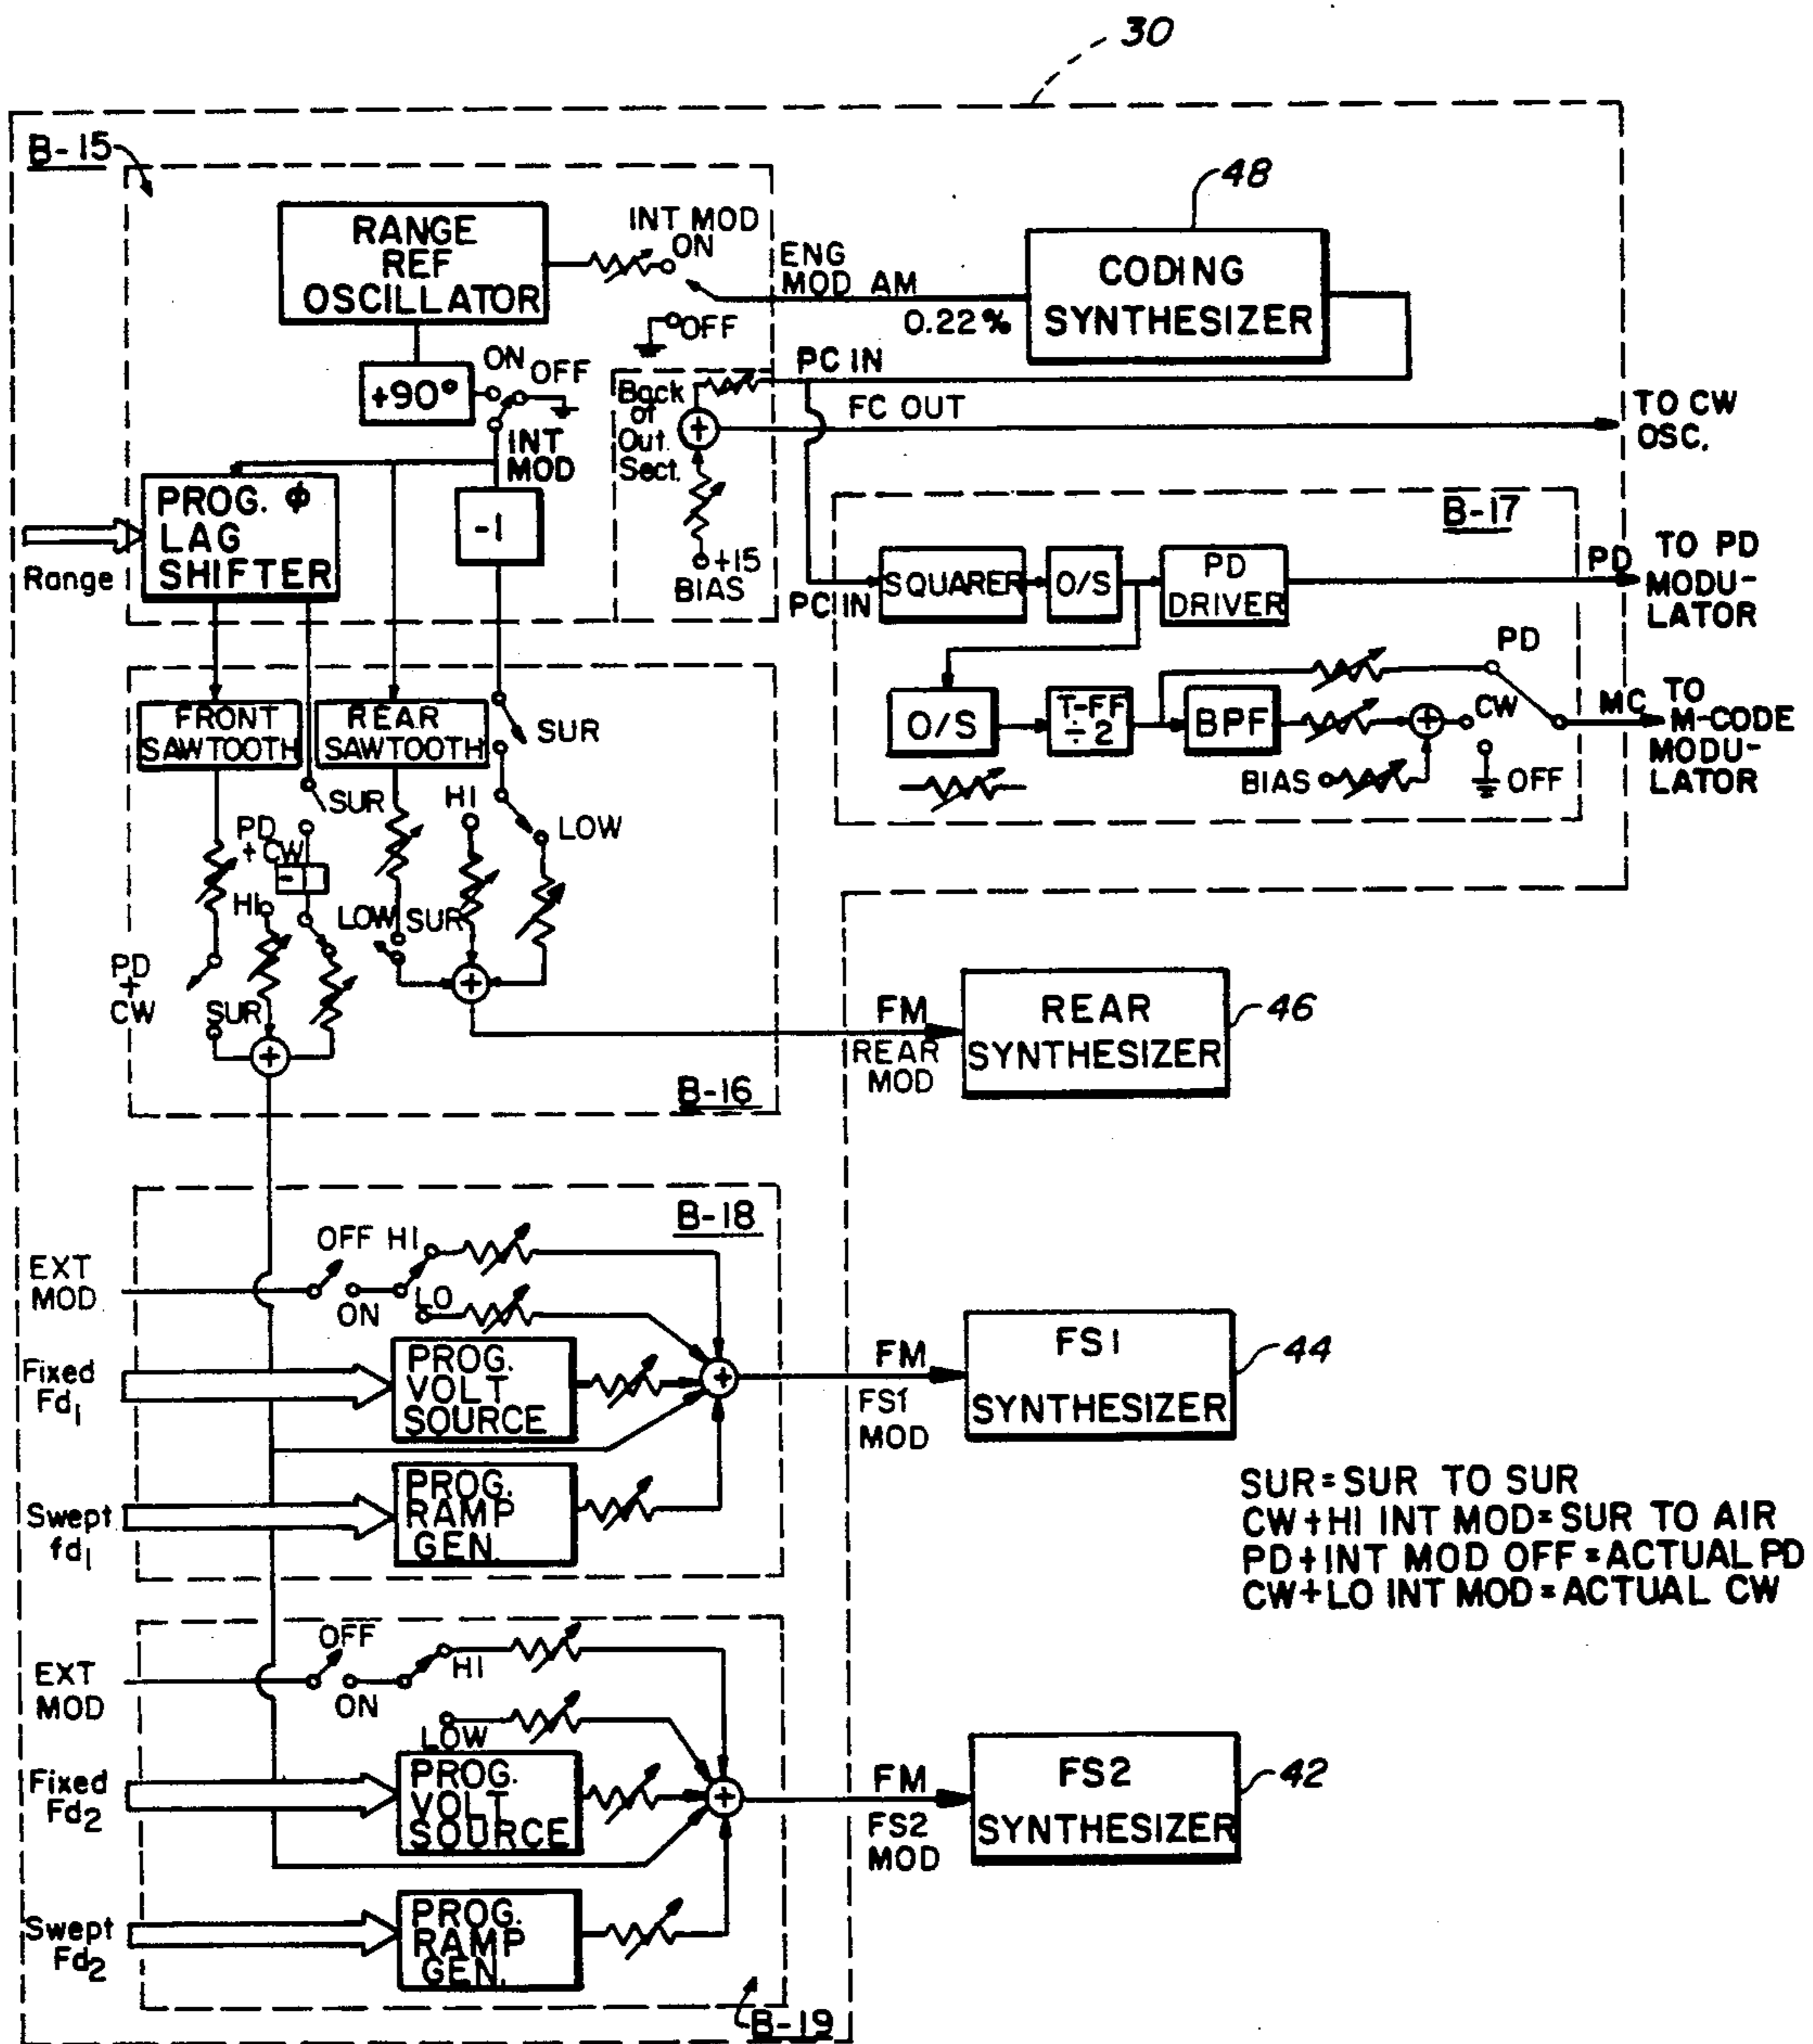 30
B-15
48
RANGE
REF
OSCILLATOR
INT MOD
ON
ENG
MOD AM
0.22%
OFF
CODING
SYNTHESIZER
+90°
ON OFF
INT
MOD
Back
of
Out.
Sect.
PC IN
FC OUT
TO CW
OSC.
PROG. ϕ
LAG
SHIFTER
Range
-1
+
+15
BIAS
B-17
PC IN
SQUARER
O/S
PD
DRIVER
PD
TO PD
MODU-
LATOR
O/S
T-FF
÷2
BPF
+
PD
CW
OFF
BIAS
MC
TO
M-CODE
MODU-
LATOR
FRONT
SAWTOOTH
REAR
SAWTOOTH
SUR
SUR
HI
LOW
PD
+CW
-
HI
LOW
SUR
PD
+
CW
SUR
+
+
B-16
FM
REAR
MOD
REAR
SYNTHESIZER
46
B-18
EXT
MOD
OFF
HI
ON
LO
Fixed
Fd1
PROG.
VOLT
SOURCE
+
FM
FS1
MOD
FS1
SYNTHESIZER
44
Swept
fd1
PROG.
RAMP
GEN.
SUR=SUR TO SUR
CW+HI INT MOD=SUR TO AIR
PD+INT MOD OFF=ACTUAL PD
CW+LO INT MOD=ACTUAL CW
EXT
MOD
OFF
HI
ON
LOW
Fixed
Fd2
PROG.
VOLT
SOURCE
+
FM
FS2
MOD
FS2
SYNTHESIZER
42
Swept
Fd2
PROG.
RAMP
GEN.
B-19